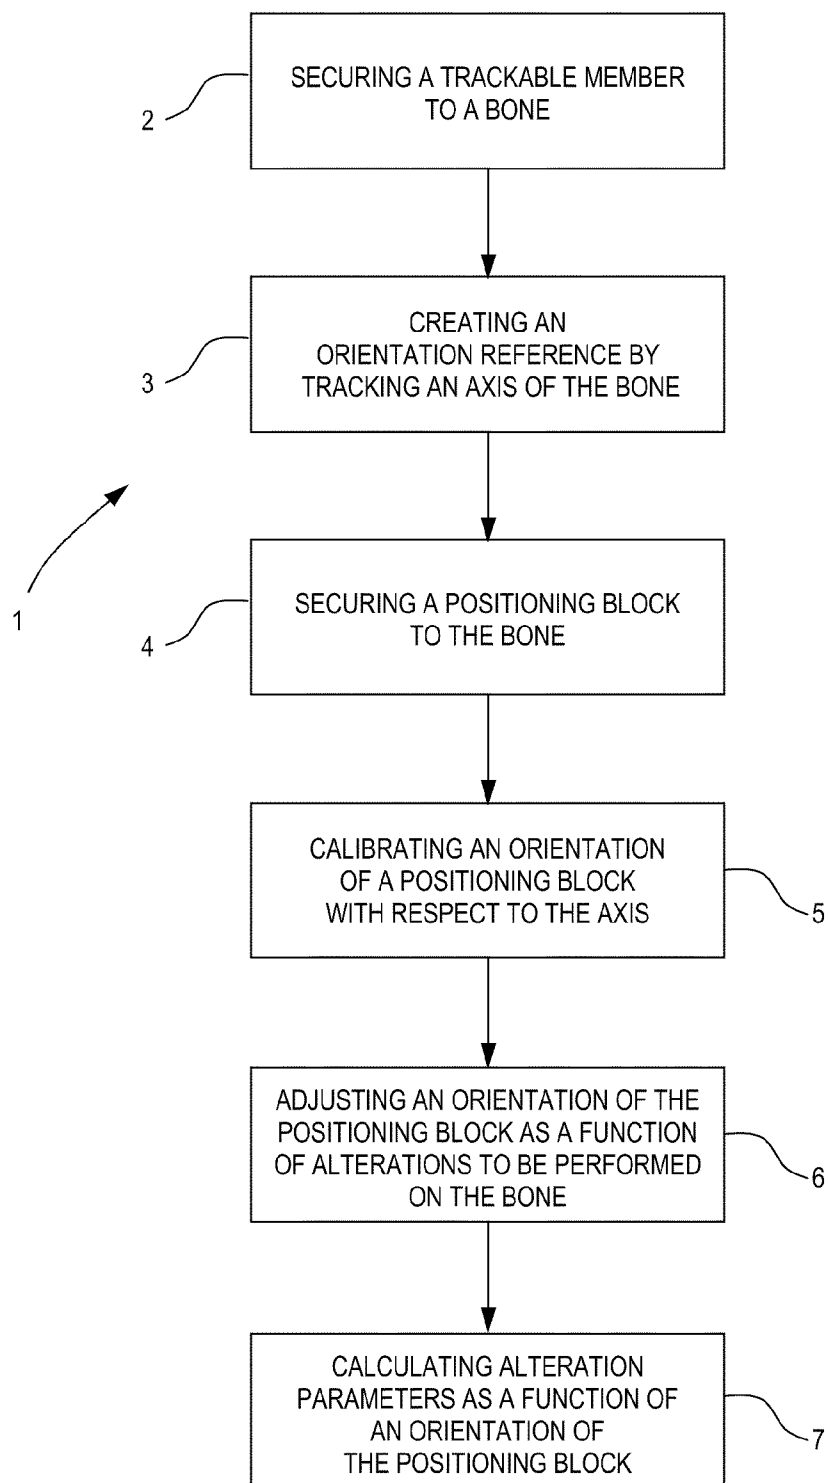 SECURING A TRACKABLE MEMBER
TO A BONE
2
CREATING AN
ORIENTATION REFERENCE BY
TRACKING AN AXIS OF THE BONE
3
1
SECURING A POSITIONING BLOCK
TO THE BONE
4
CALIBRATING AN ORIENTATION
OF A POSITIONING BLOCK
WITH RESPECT TO THE AXIS
5
ADJUSTING AN ORIENTATION OF THE
POSITIONING BLOCK AS A FUNCTION
OF ALTERATIONS TO BE PERFORMED
ON THE BONE
6
CALCULATING ALTERATION
PARAMETERS AS A FUNCTION OF
AN ORIENTATION OF
THE POSITIONING BLOCK
7